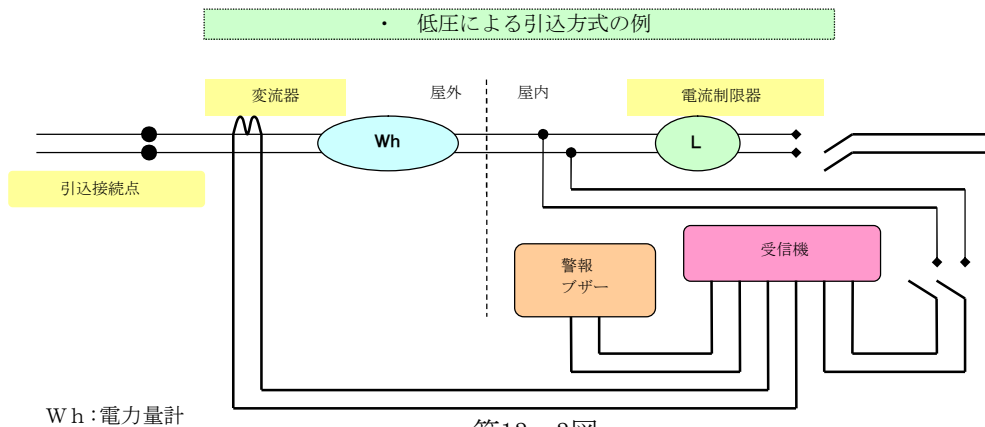 ・ 低圧による引込方式の例
変流器
屋外
屋内
電流制限器
Wh
L
引込接続点
警報
ブザー
受信機
Ｗｈ：電力量計